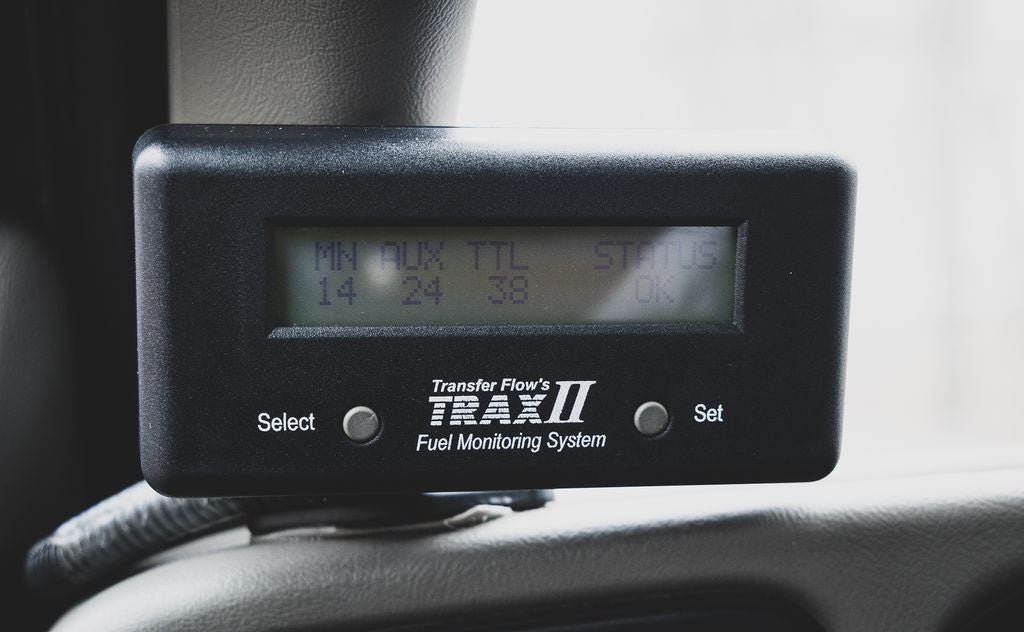 MN AUX TTL STATUS
14 24 38 OK
Transfer Flow's
TRAX II
Select
Set
Fuel Monitoring System